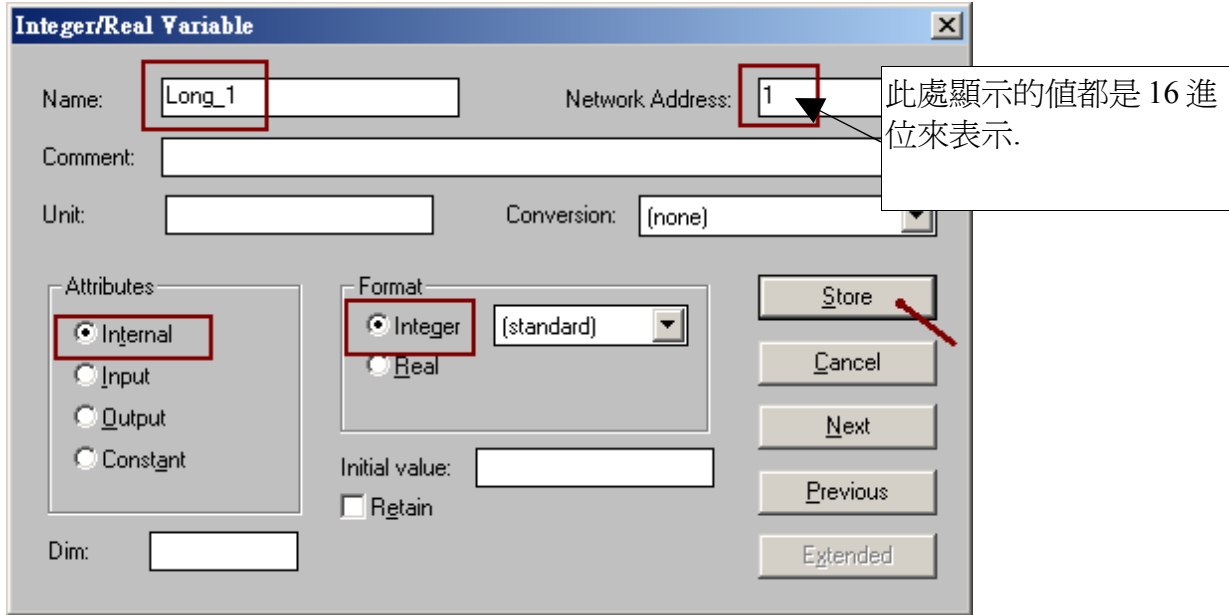 Integer/Real Variable
Name: Long_1
Network Address: 1
此處顯示的值都是 16 進
位來表示.
Comment:
Unit:
Conversion: (none)
Attributes
Internal
Input
Output
Constant
Format
Integer (standard)
Real
Initial value:
Retain
Dim:
Store
Cancel
Next
Previous
Extended